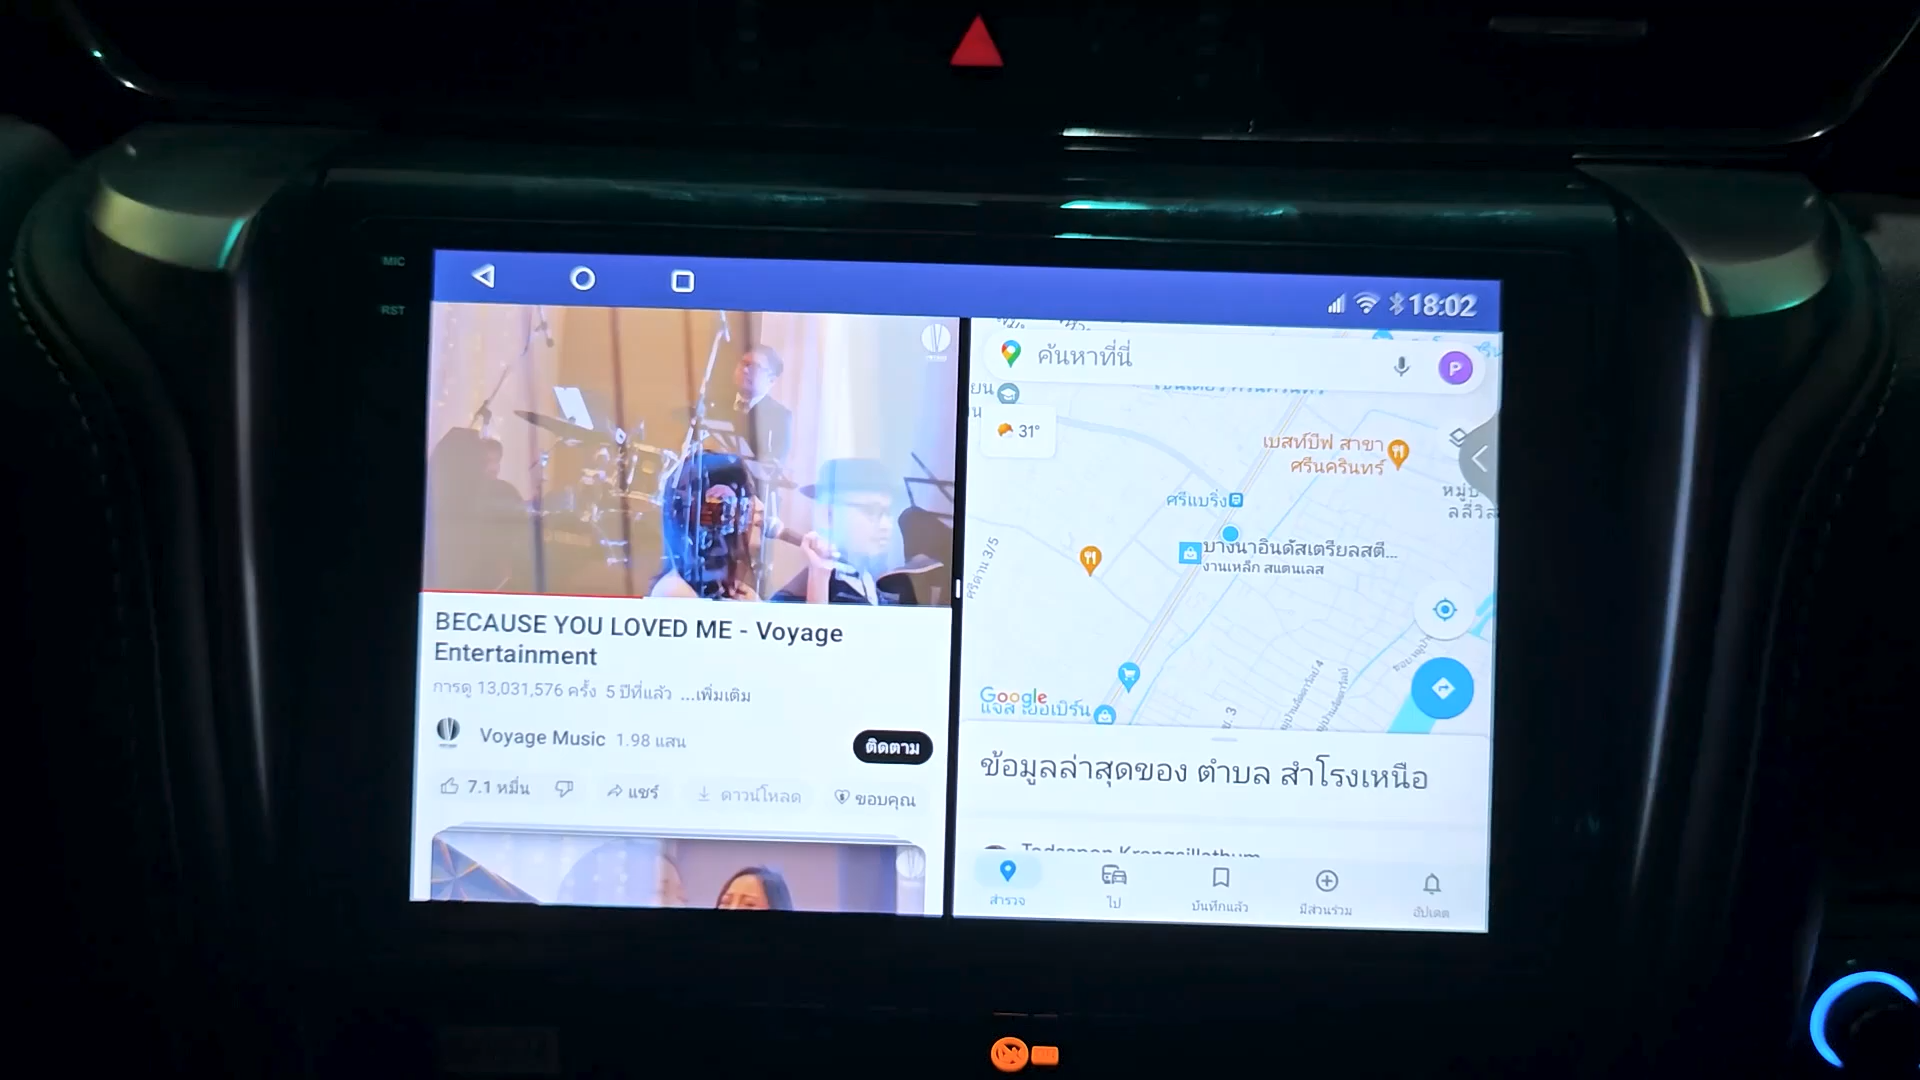 MIC
RST
18:02
BECAUSE YOU LOVED ME - Voyage
Entertainment
การดู 13,031,576 ครั้ง 5 ปีที่แล้ว ...เพิ่มเติม
Voyage Music 1.98 แสน
ติดตาม
7.1 หมื่น
แชร์
ดาวน์โหลด
ขอบคุณ
ค้นหาที่นี่
P
31°
เบสท์บีฟ สาขา
ศรีนครินทร์
ศรีแบริ่ง
บางนาอินดัสเตรียลสตี...
งานเหล็ก สแตนเลส
ศรีด่าน 3/5
Google
ข้อมูลล่าสุดของ ตำบล สำโรงเหนือ
สำรวจ
ไป
บันทึกแล้ว
มีส่วนร่วม
อัปเดต